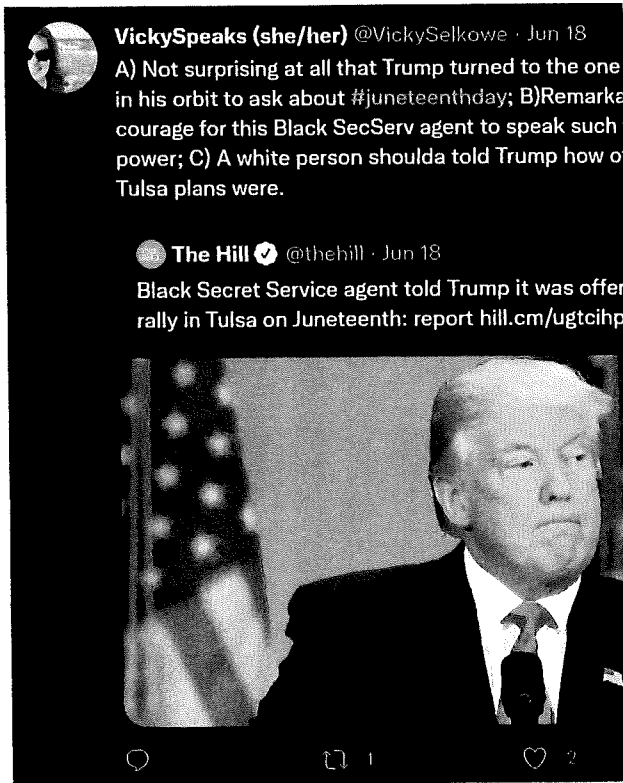 VickySpeaks (she/her) @VickySelkowe · Jun 18
A) Not surprising at all that Trump turned to the one
in his orbit to ask about #juneteenthday; B)Remarka
courage for this Black SecServ agent to speak such
power; C) A white person shoulda told Trump how o
Tulsa plans were.
The Hill @thehill · Jun 18
Black Secret Service agent told Trump it was offer
rally in Tulsa on Juneteenth: report hill.cm/ugtcihp
1
2